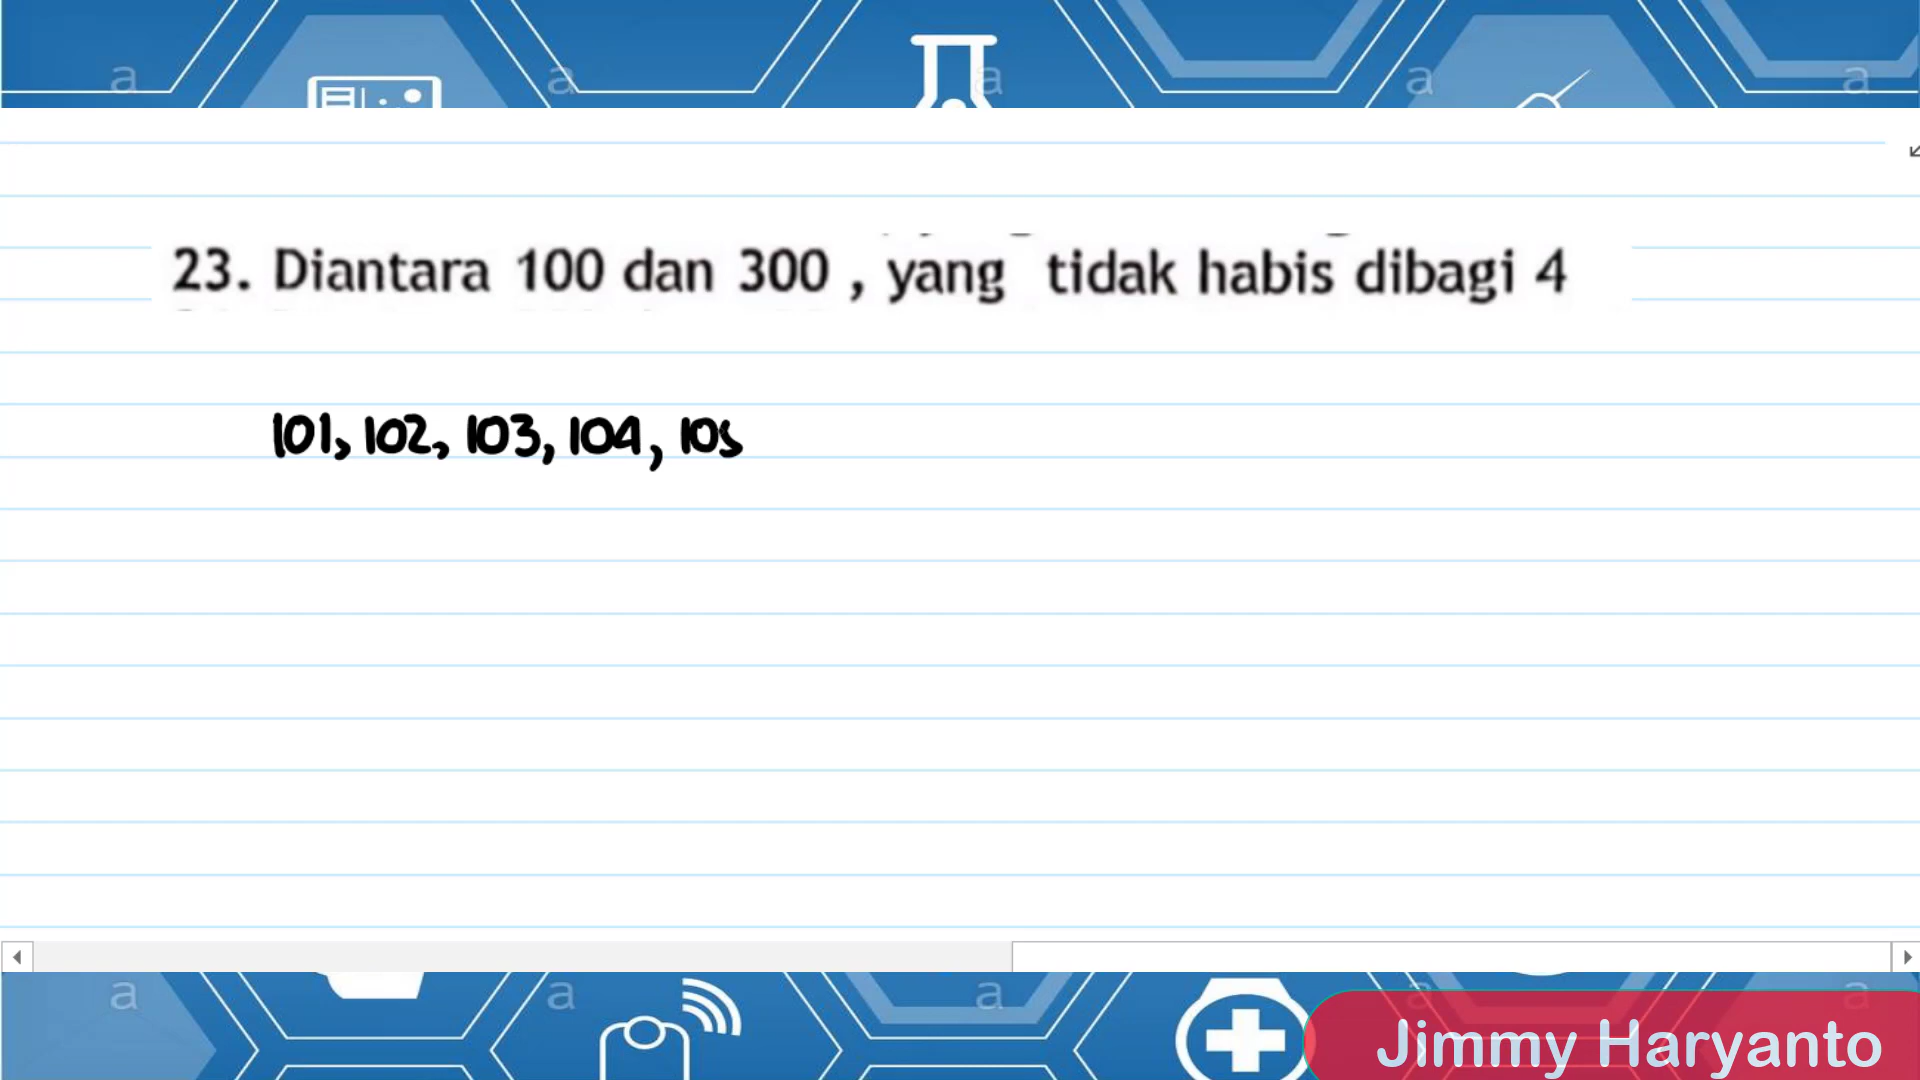 23. Diantara 100 dan 300 , yang tidak habis dibagi 4
101, 102, 103, 104, 105
Jimmy Haryanto